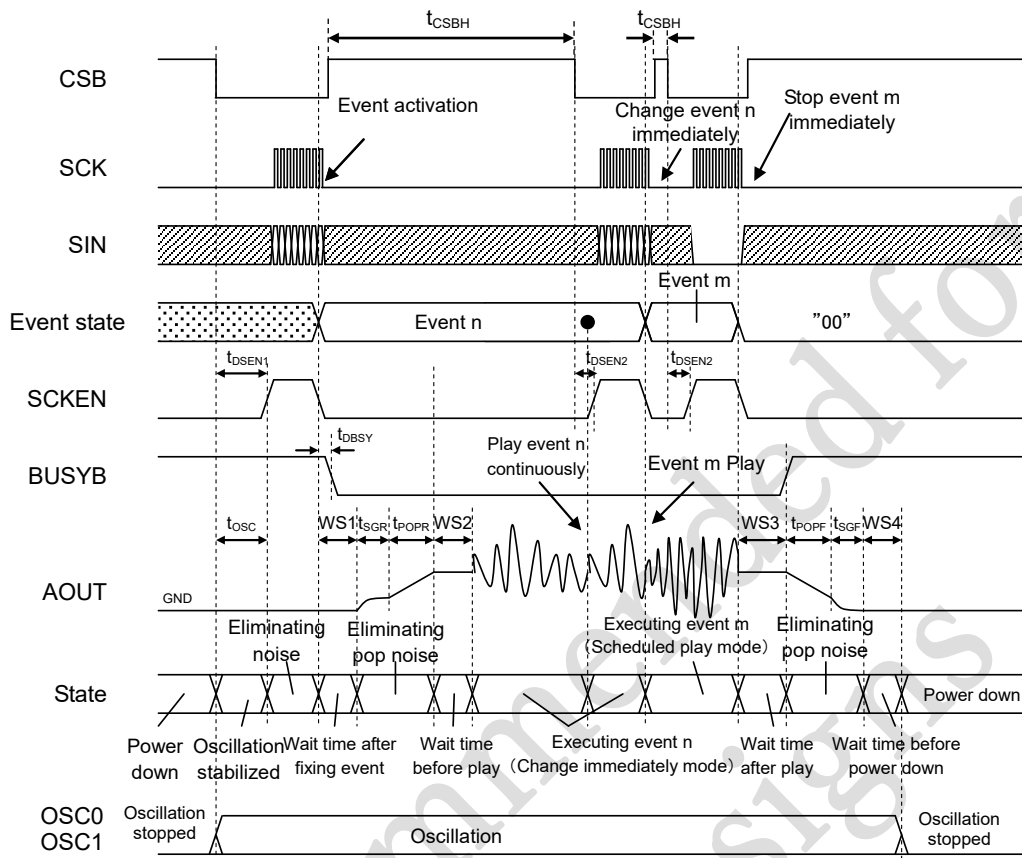 tCSBH
tCSBH
CSB
Event activation
Change event n
immediately
Stop event m
immediately
SCK
SIN
Event m
Event state
Event n
”00”
tDSEN1
tDSEN2
tDSEN2
SCKEN
tDBSY
Play event n
continuously
Event m Play
BUSYB
tOSC
WS1
tSGR
tPOPR
WS2
WS3
tPOPF
tSGF
WS4
AOUT
GND
Eliminating
noise
Eliminating
pop noise
Executing event m
（Scheduled play mode）
Eliminating
pop noise
State
Power down
Power
down
Oscillation
stabilized
Wait time after
fixing event
Wait time
before play
Executing event n
（Change immediately mode）
Wait time
after play
Wait time before
power down
OSC0
OSC1
Oscillation
stopped
Oscillation
Oscillation
stopped
mmended for
signs